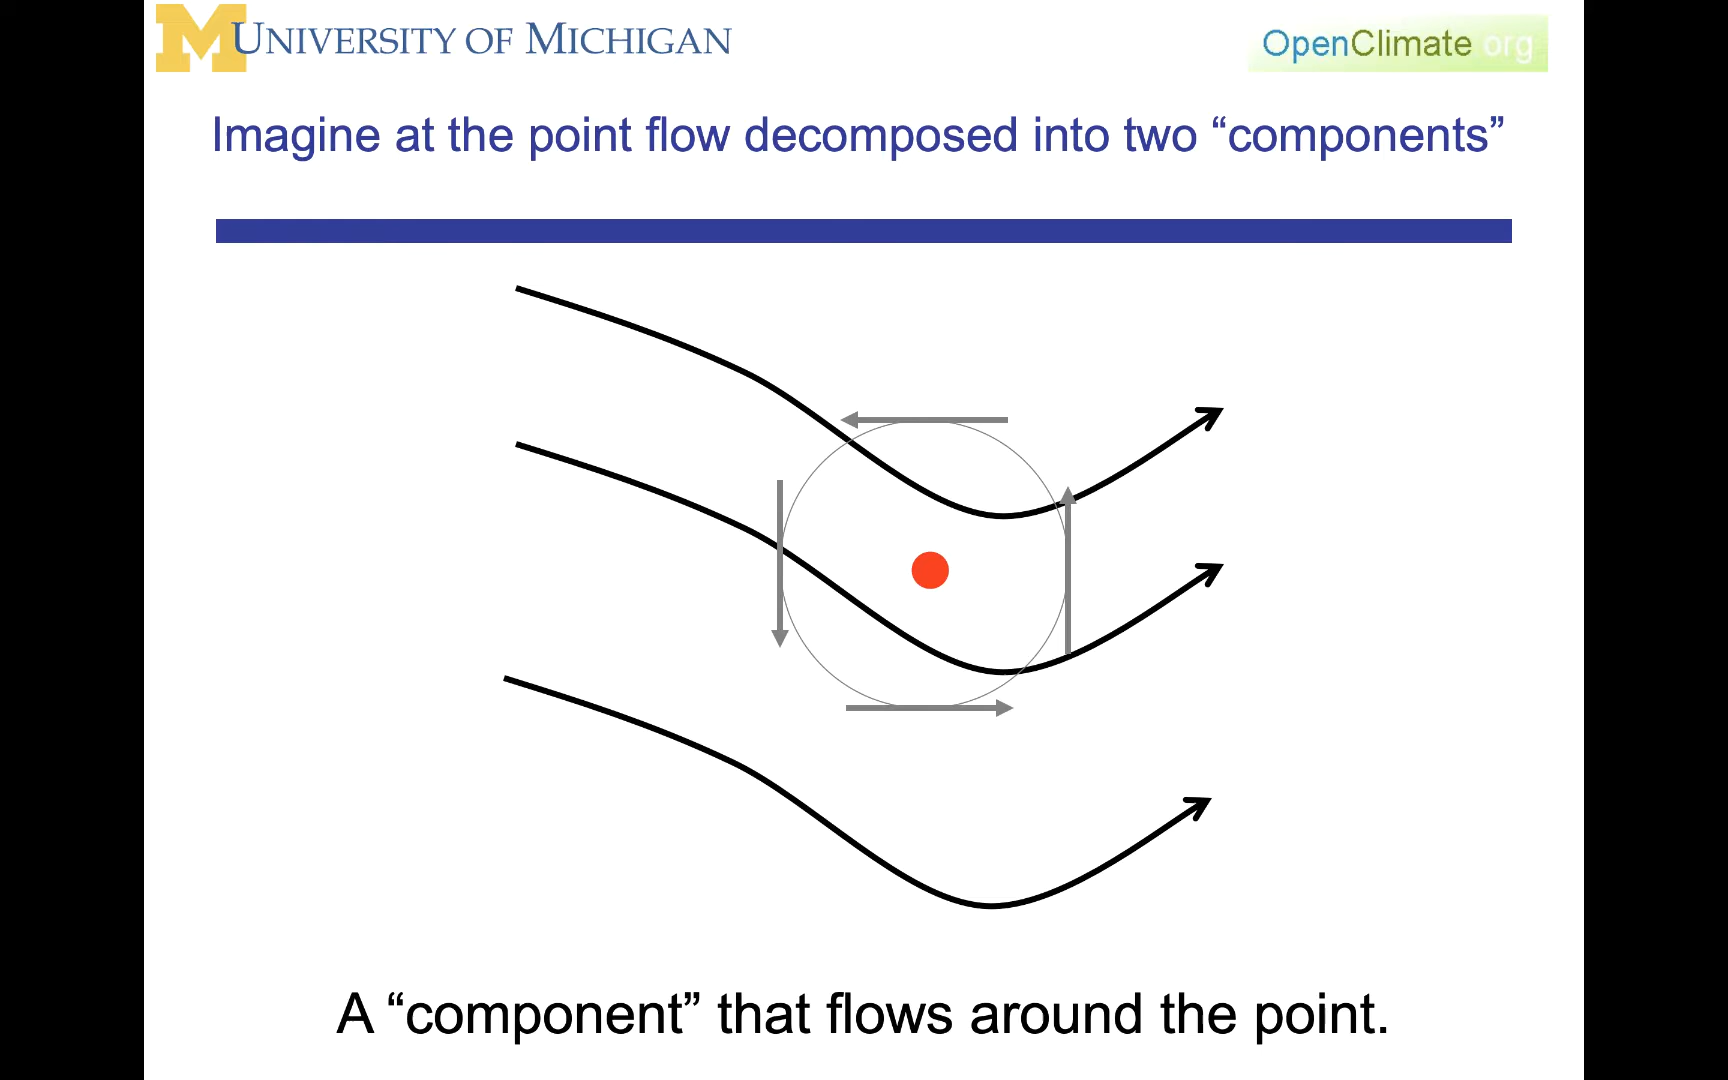 UNIVERSITY OF MICHIGAN
OpenClimate org
Imagine at the point flow decomposed into two “components”
A “component” that flows around the point.